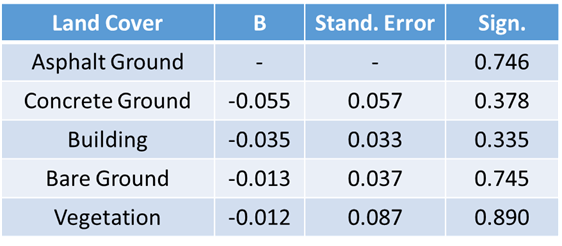 Land Cover B Stand. Error Sign.
Asphalt Ground - - 0.746
Concrete Ground -0.055 0.057 0.378
Building -0.035 0.033 0.335
Bare Ground -0.013 0.037 0.745
Vegetation -0.012 0.087 0.890